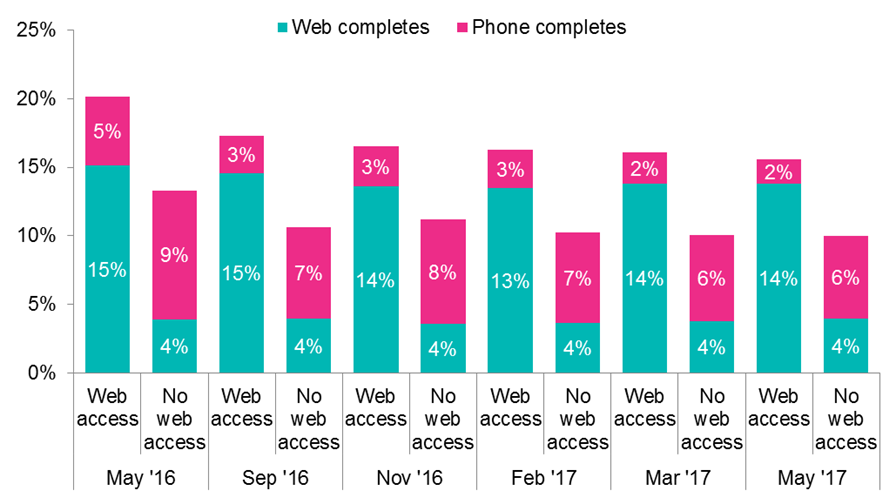 Web completes Phone completes
25%
20%
15%
10%
5%
0%
5%
15%
9%
4%
3%
15%
7%
4%
3%
14%
8%
4%
3%
13%
7%
4%
2%
14%
6%
4%
2%
14%
6%
4%
Web
access
No
web
access
Web
access
No
web
access
Web
access
No
web
access
Web
access
No
web
access
Web
access
No
web
access
Web
access
No
web
access
May '16
Sep '16
Nov '16
Feb '17
Mar '17
May '17